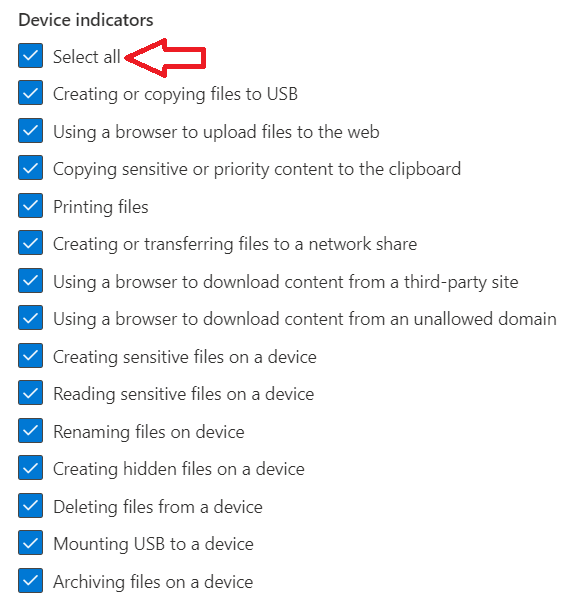 Device indicators
Select all
Creating or copying files to USB
Using a browser to upload files to the web
Copying sensitive or priority content to the clipboard
Printing files
Creating or transferring files to a network share
Using a browser to download content from a third-party site
Using a browser to download content from an unallowed domain
Creating sensitive files on a device
Reading sensitive files on a device
Renaming files on device
Creating hidden files on a device
Deleting files from a device
Mounting USB to a device
Archiving files on a device